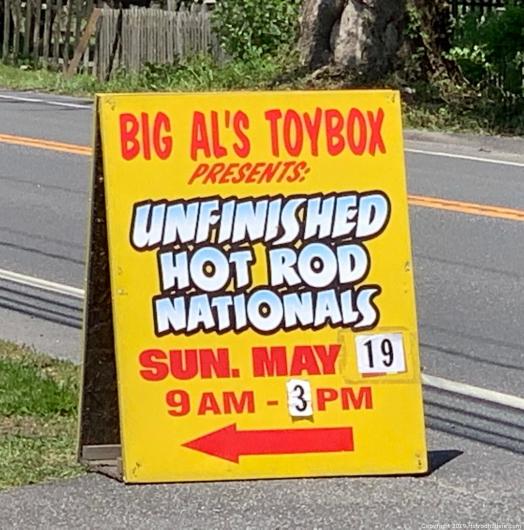 BIG AL'S TOYBOX
PRESENTS:
UNFINISHED
HOT ROD
NATIONALS
SUN. MAY 19
9 AM - 3 PM